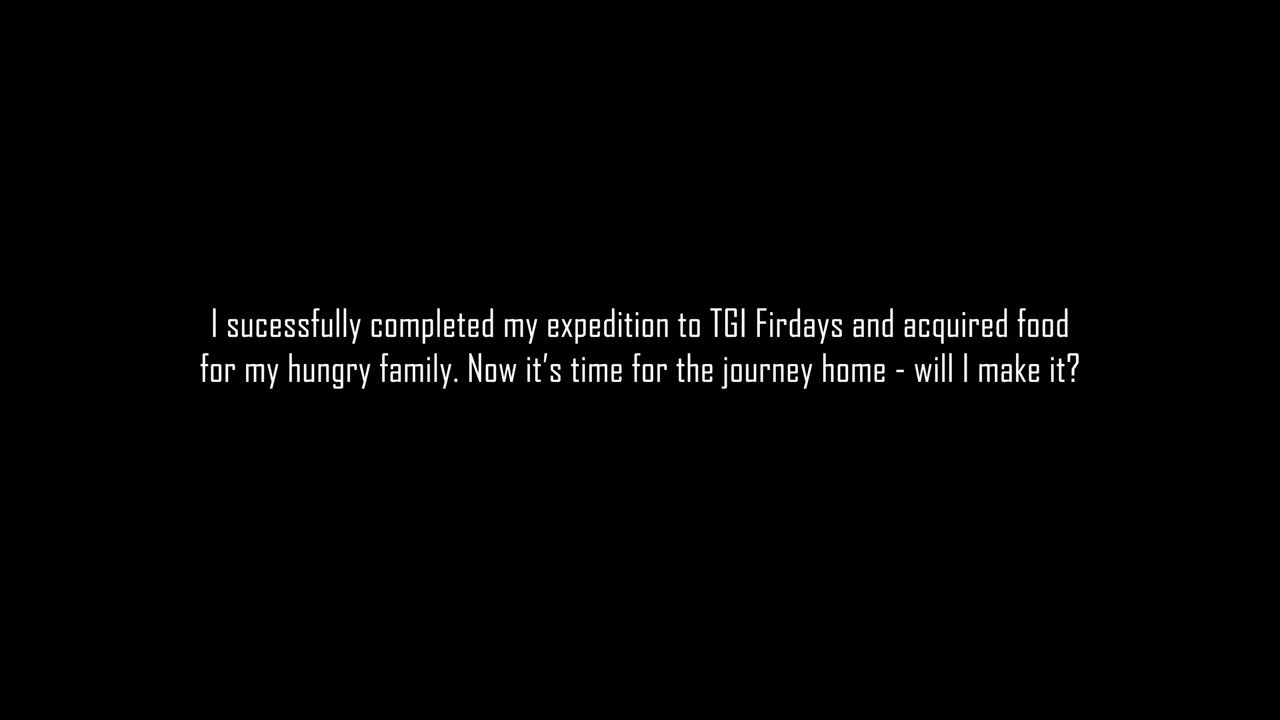 I sucessfully completed my expedition to TGI Firdays and acquired food
for my hungry family. Now it’s time for the journey home - will I make it?